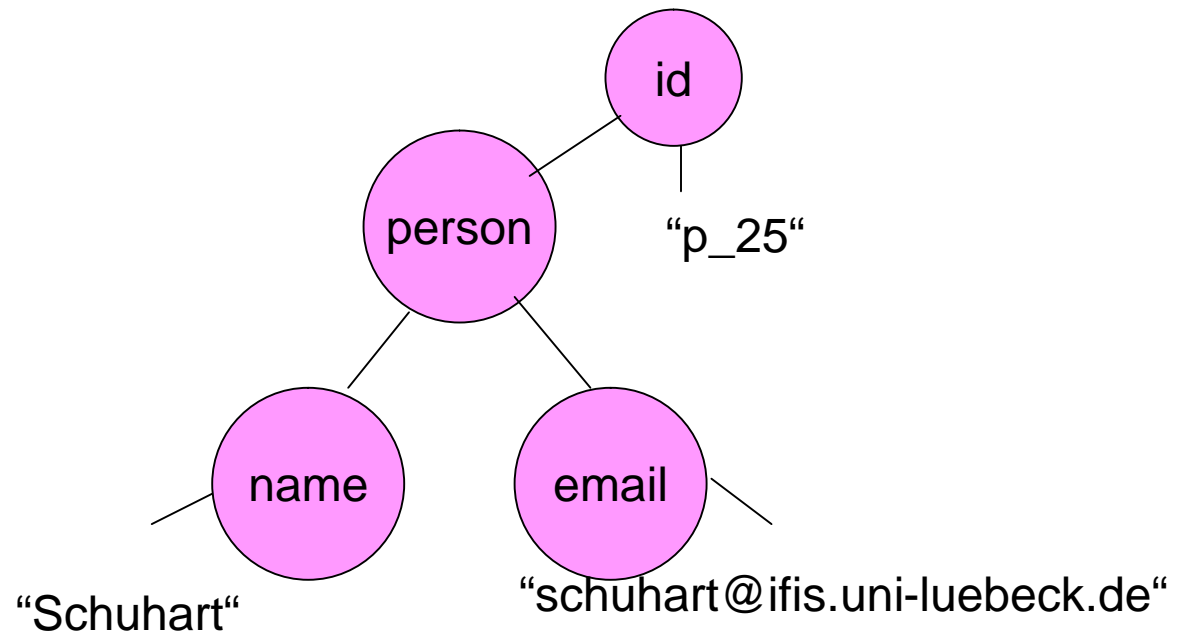 id
person
“p_25“
name
email
“Schuhart“
“schuhart@ifis.uni-luebeck.de“